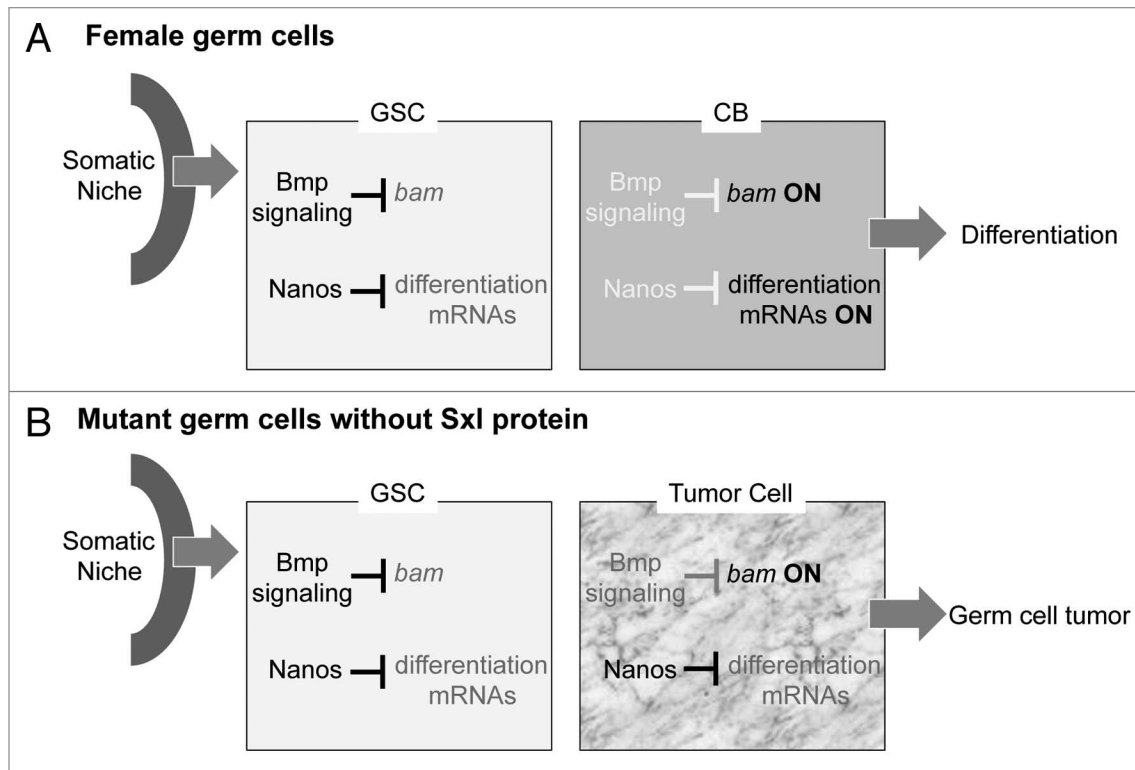 A Female germ cells
GSC
CB
Somatic
Niche
Bmp
signaling
bam
Nanos
differentiation
mRNAs
Bmp
signaling
bam ON
Nanos
differentiation
mRNAs ON
Differentiation
B Mutant germ cells without Sxl protein
GSC
Tumor Cell
Somatic
Niche
Bmp
signaling
bam
Nanos
differentiation
mRNAs
Bmp
signaling
bam ON
Nanos
differentiation
mRNAs
Germ cell tumor